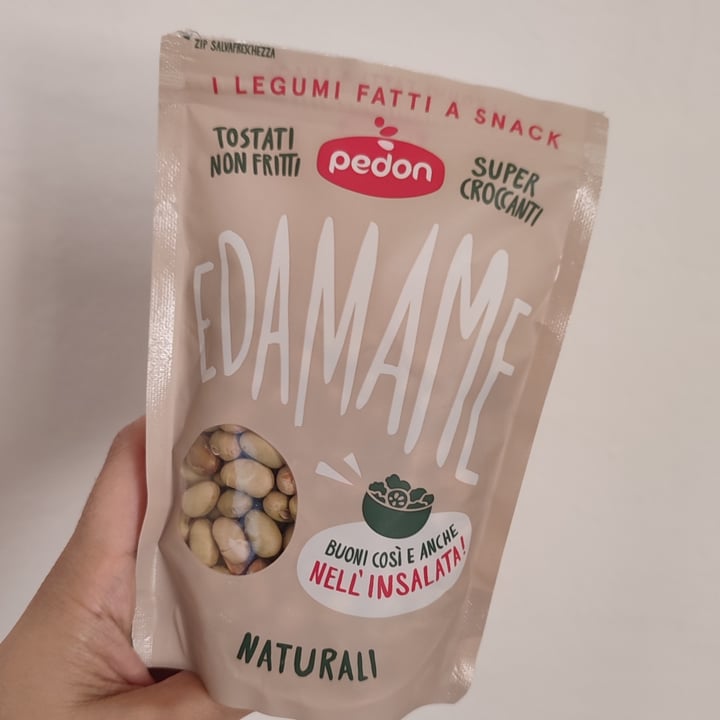 ZIP SALVAFRESCHEZZA
I LEGUMI FATTI A SNACK
TOSTATI
NON FRITTI
pedon
SUPER
CROCCANTI
EDAMAME
BUONI COSÌ E ANCHE
NELL'INSALATA!
NATURALI